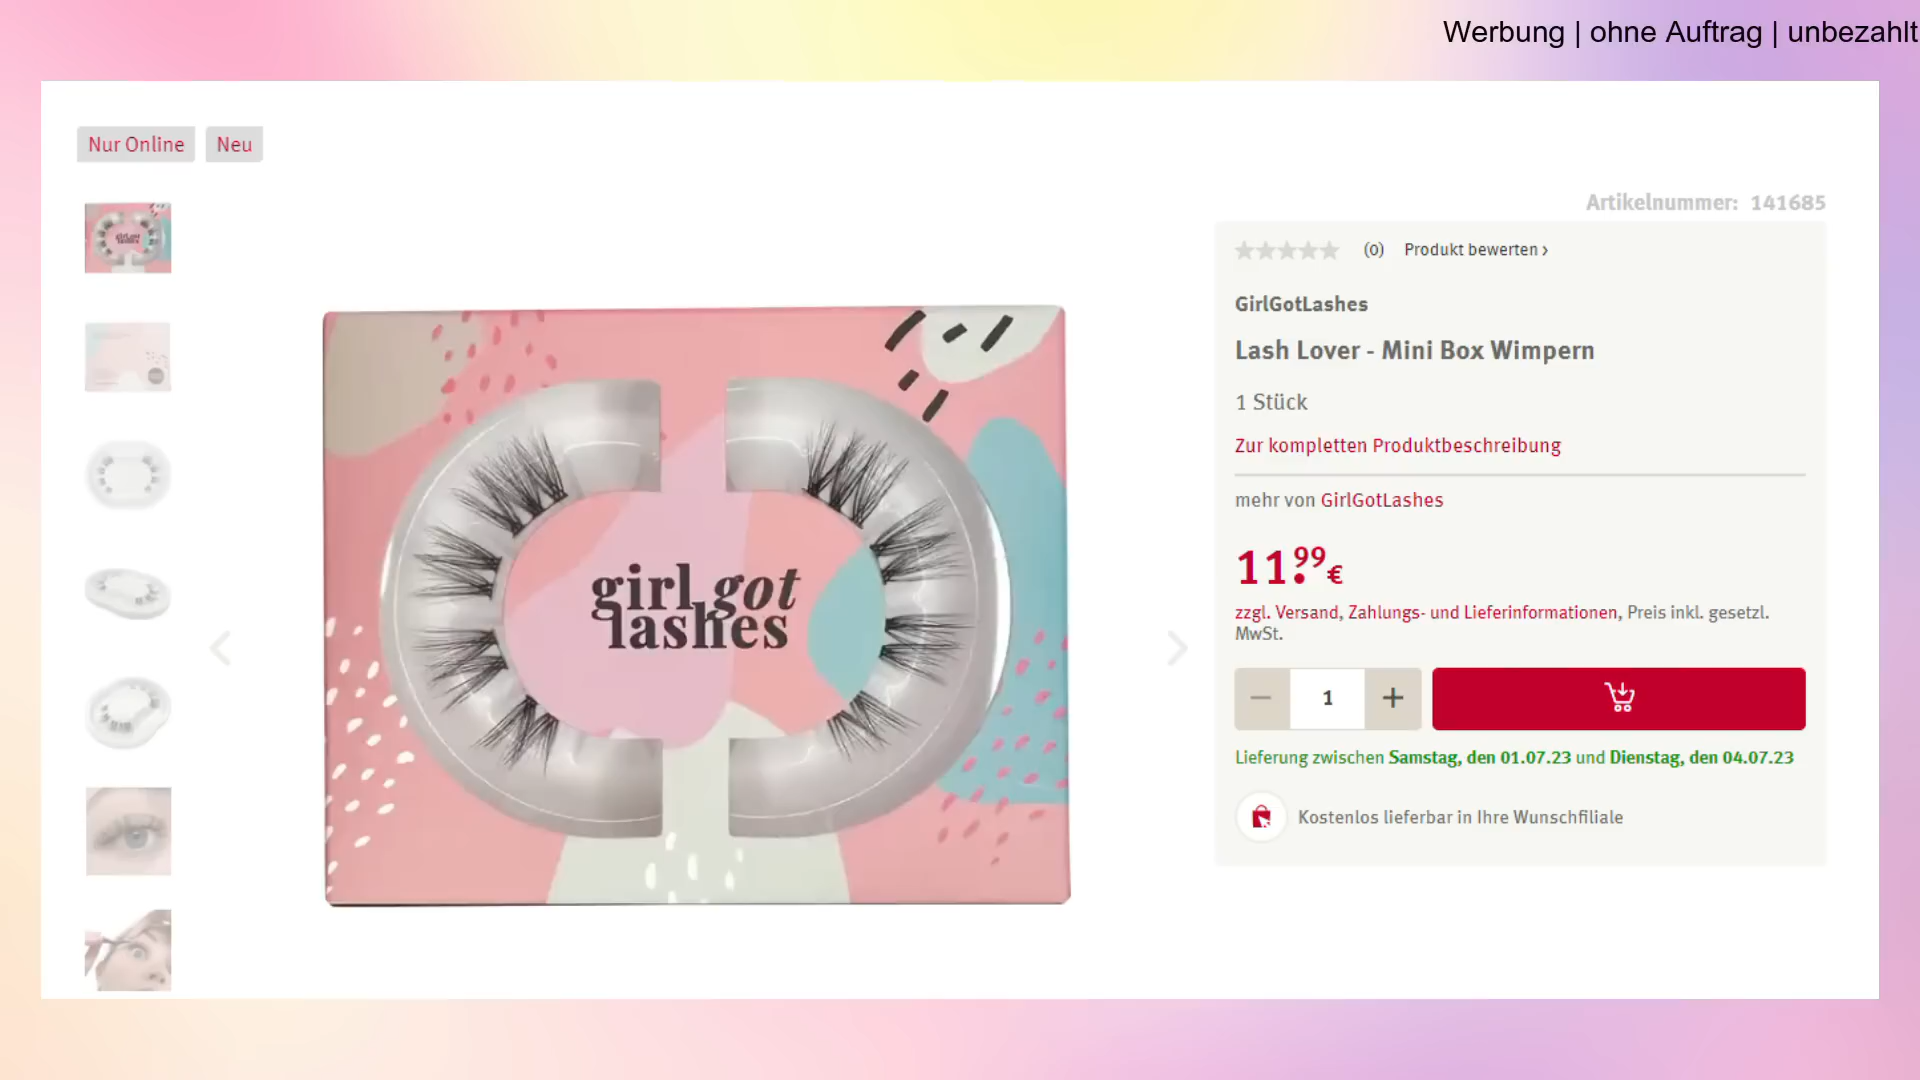 Werbung | ohne Auftrag | unbezahlt
Nur Online
Neu
Artikelnummer: 141685
(0)
Produkt bewerten ›
GirlGotLashes
Lash Lover - Mini Box Wimpern
1 Stück
Zur kompletten Produktbeschreibung
mehr von GirlGotLashes
11.99€
zzgl. Versand, Zahlungs- und Lieferinformationen, Preis inkl. gesetzl.
MwSt.
1
Lieferung zwischen Samstag, den 01.07.23 und Dienstag, den 04.07.23
Kostenlos lieferbar in Ihre Wunschfiliale
girl got
lashes